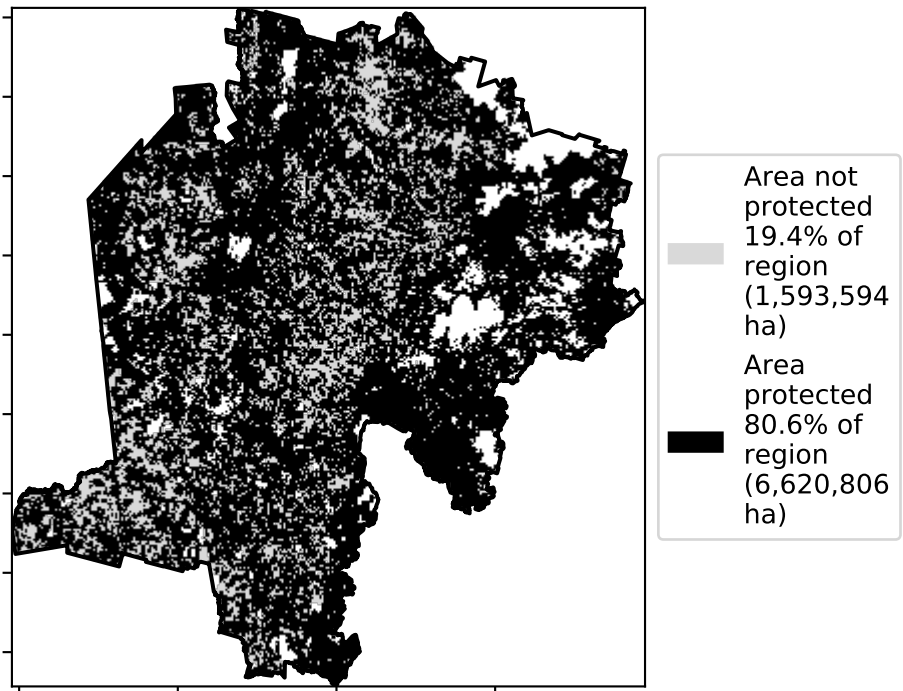 Area not
protected
19.4% of
region
(1,593,594
ha)
Area
protected
80.6% of
region
(6,620,806
ha)